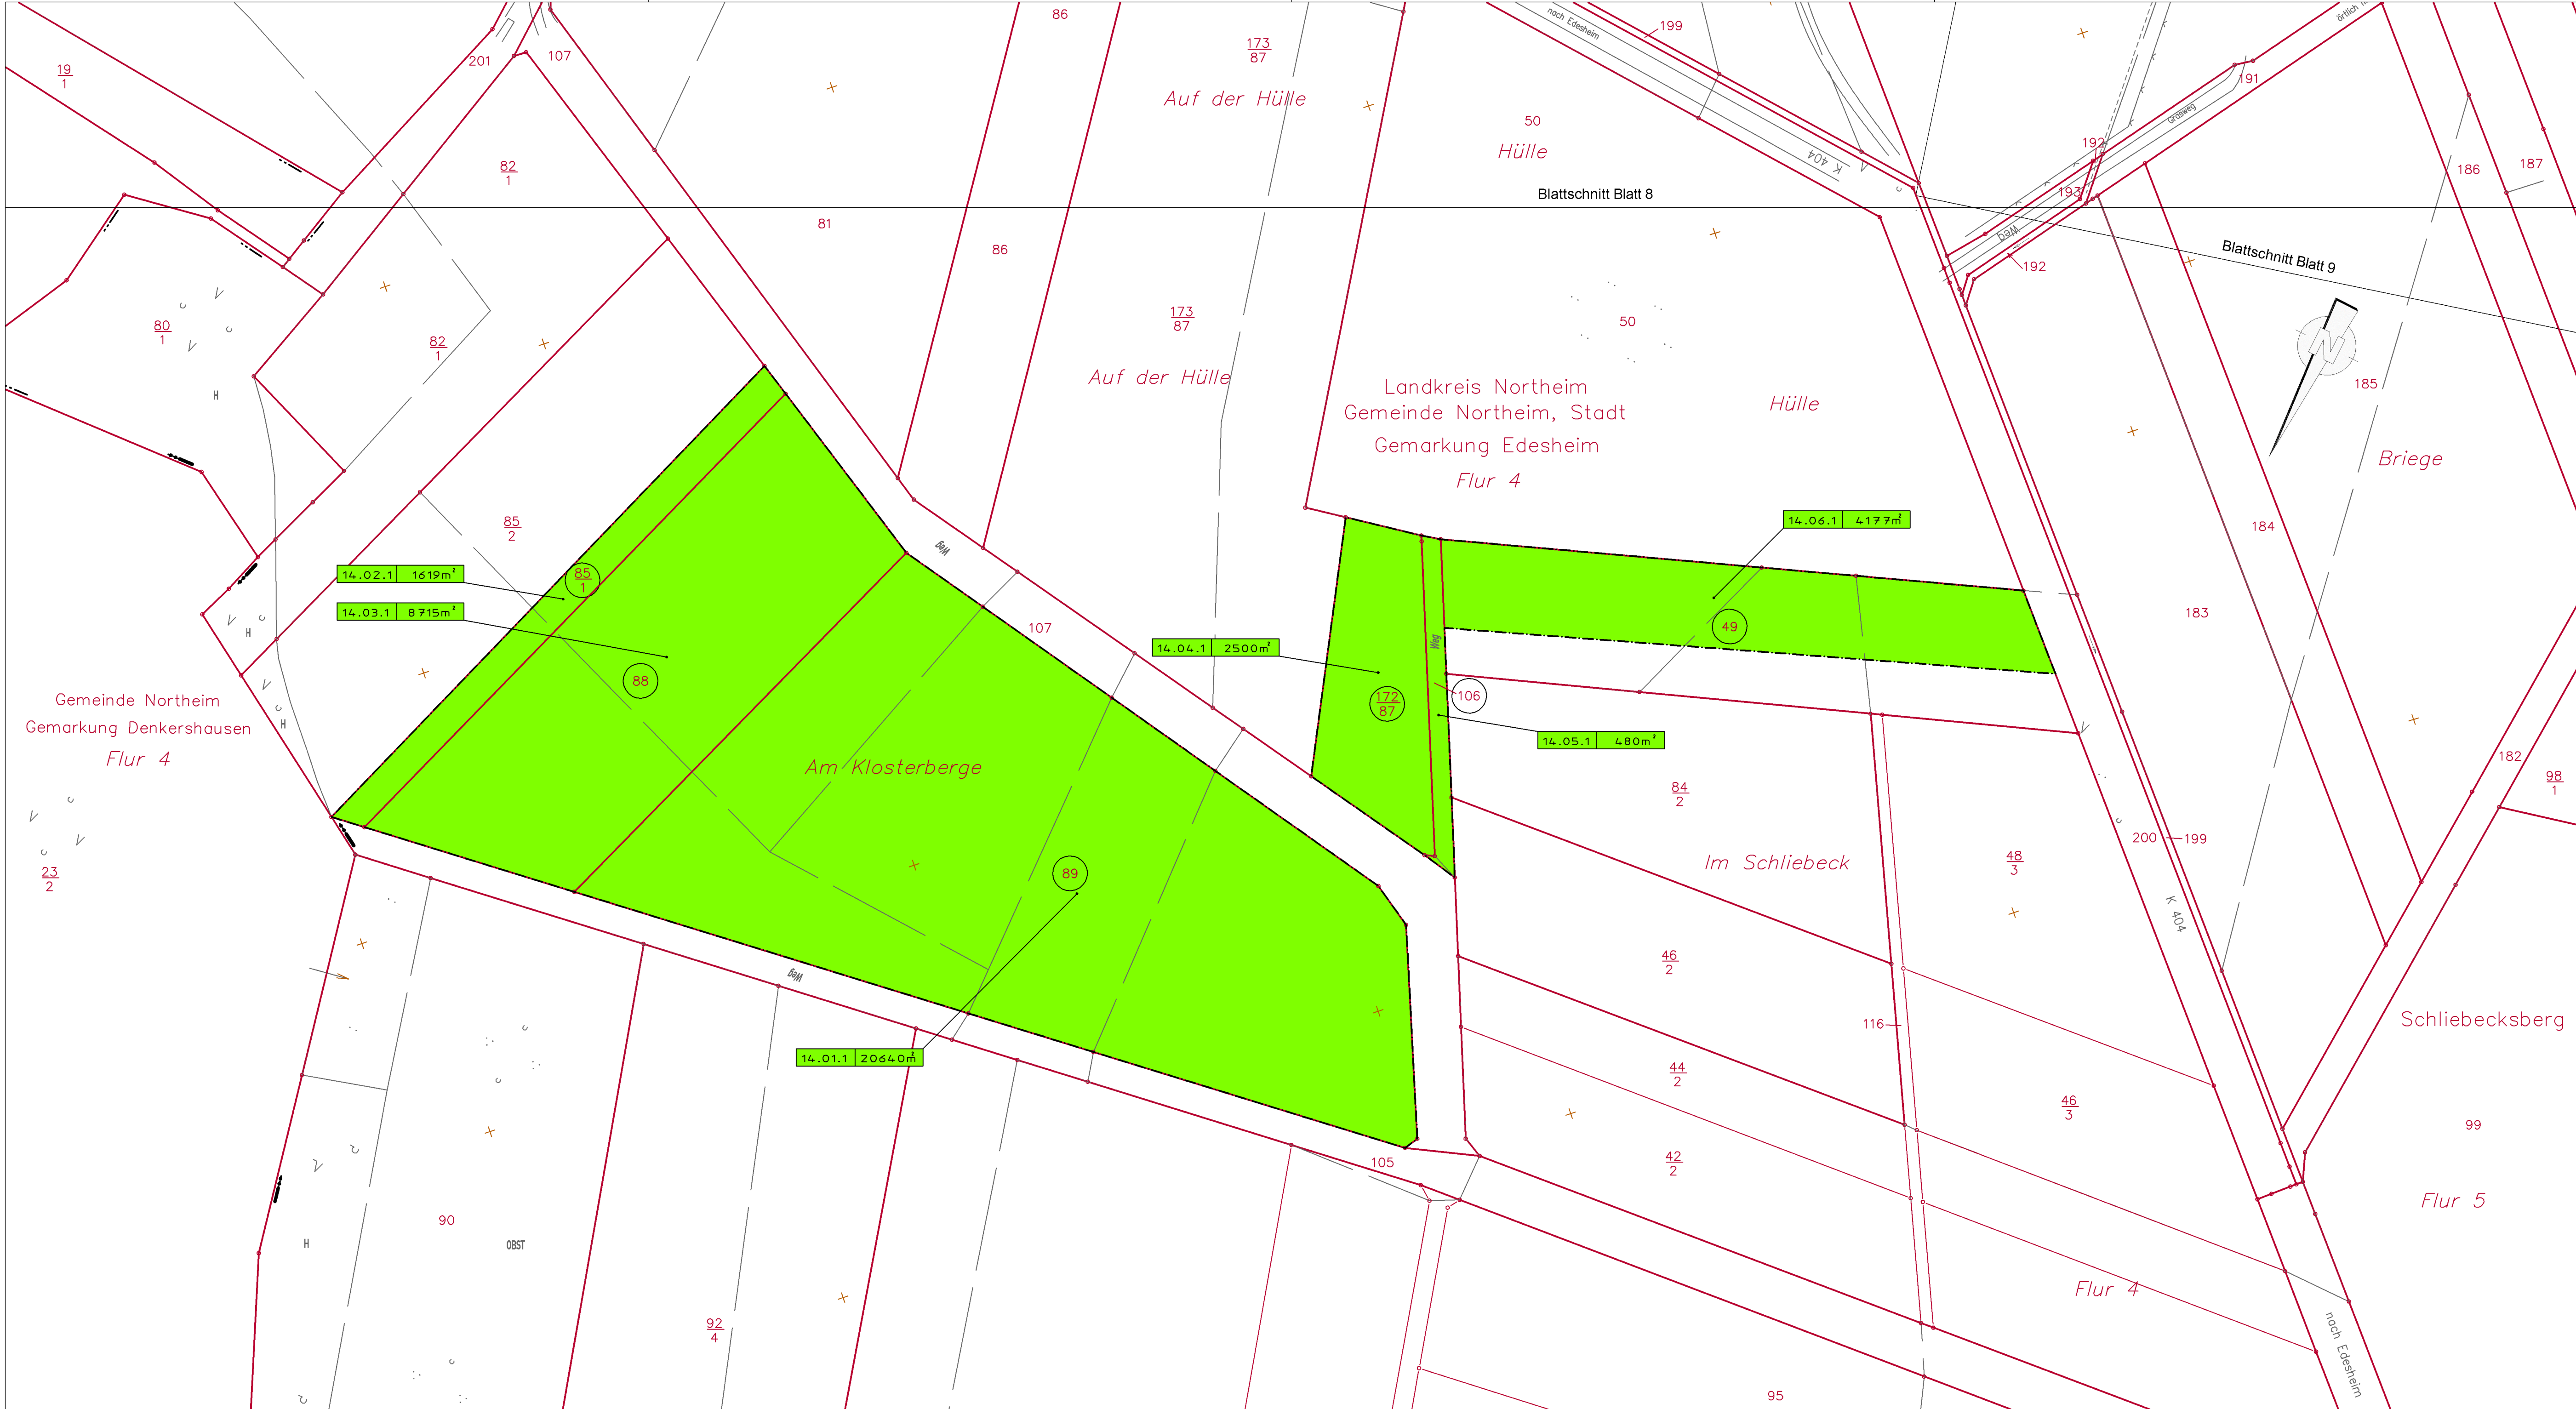 86
199
nach Edesheim
örtlich
173
87
201
107
19
1
191
Auf der Hülle
Grasweg
50
Hülle
192
K 404
82
1
186
187
Blattschnitt Blatt 8
193
81
Weg
86
Blattschnitt Blatt 9
192
173
87
50
80
1
82
1
N
Auf der Hülle
Landkreis Northeim
Gemeinde Northeim, Stadt
Gemarkung Edesheim
Flur 4
Hülle
185
H
Briege
85
2
14.06.1 4177m²
184
Weg
14.02.1 1619m²
85
1
14.03.1 8715m²
183
107
49
Weg
14.04.1 2500m²
H
88
172
87
106
Gemeinde Northeim
Gemarkung Denkershausen
Flur 4
H
14.05.1 480m²
182
98
1
Am Klosterberge
84
2
200
199
Im Schliebeck
48
3
23
2
89
K 404
46
2
Weg
116
Schliebecksberg
14.01.1 20640m²
44
2
46
3
99
105
42
2
Flur 5
90
H
OBST
Flur 4
92
4
nach Edesheim
95